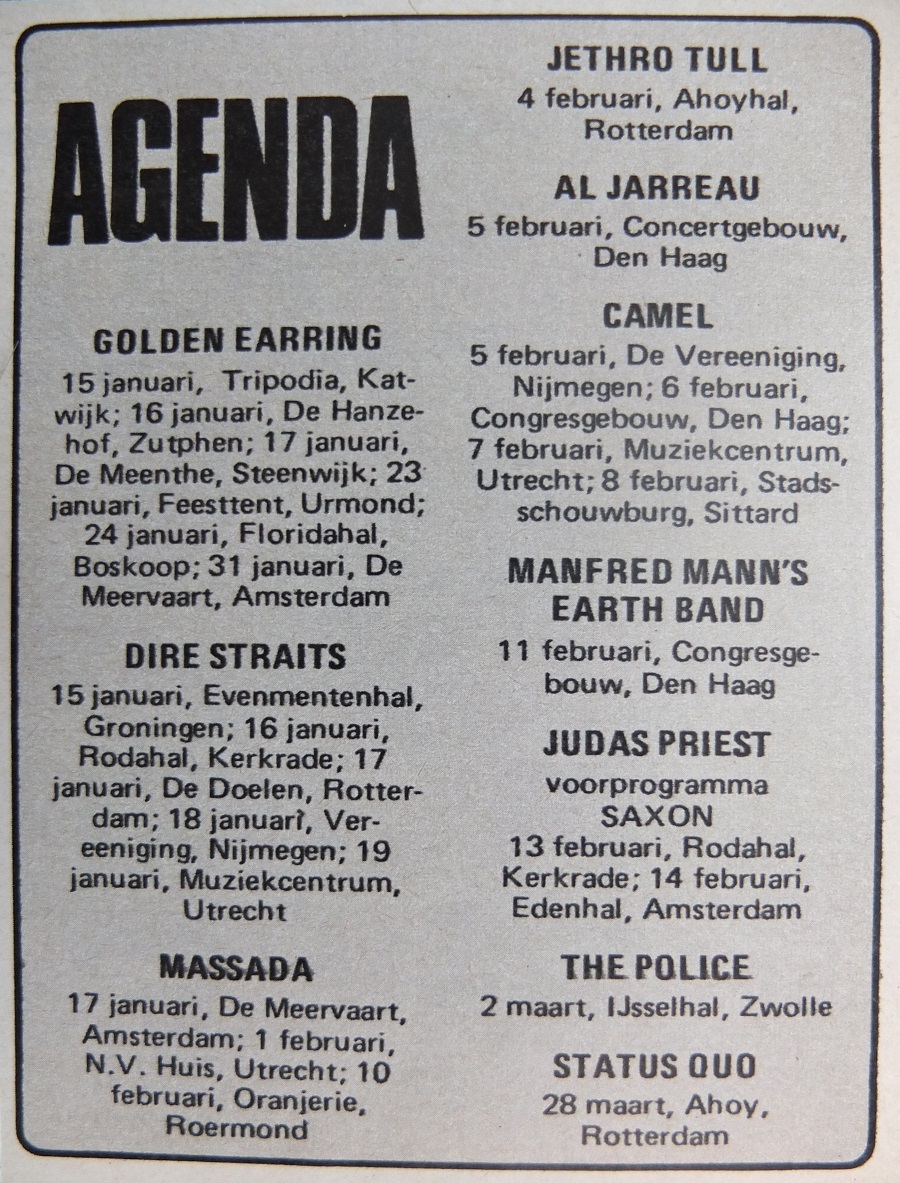 AGENDA
GOLDEN EARRING
15 januari, Tripodia, Kat-
wijk; 16 januari, De Hanze-
hof, Zutphen; 17 januari,
De Meenthe, Steenwijk; 23
januari, Feesttent, Urmond;
24 januari, Floridahal,
Boskoop; 31 januari, De
Meervaart, Amsterdam
DIRE STRAITS
15 januari, Evenmentenhal,
Groningen; 16 januari,
Rodahal, Kerkrade; 17
januari, De Doelen, Rotter-
dam; 18 januari, Ver-
eeniging, Nijmegen; 19
januari, Muziekcentrum,
Utrecht
MASSADA
17 januari, De Meervaart,
Amsterdam; 1 februari,
N.V. Huis, Utrecht; 10
februari, Oranjerie,
Roermond
JETHRO TULL
4 februari, Ahoyhal,
Rotterdam
AL JARREAU
5 februari, Concertgebouw,
Den Haag
CAMEL
5 februari, De Vereeniging,
Nijmegen; 6 februari,
Congresgebouw, Den Haag;
7 februari, Muziekcentrum,
Utrecht; 8 februari, Stads-
schouwburg, Sittard
MANFRED MANN'S
EARTH BAND
11 februari, Congresge-
bouw, Den Haag
JUDAS PRIEST
voorprogramma
SAXON
13 februari, Rodahal,
Kerkrade; 14 februari,
Edenhal, Amsterdam
THE POLICE
2 maart, IJsselhal, Zwolle
STATUS QUO
28 maart, Ahoy,
Rotterdam